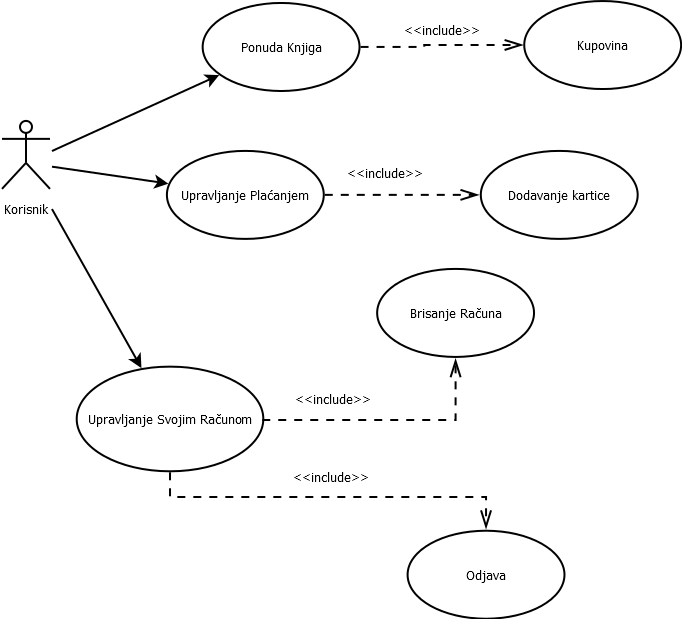 <<include>>
Ponuda Knjiga
Kupovina
<<include>>
Upravljanje Plaćanjem
Dodavanje kartice
Korisnik
Brisanje Računa
<<include>>
Upravljanje Svojim Računom
<<include>>
Odjava